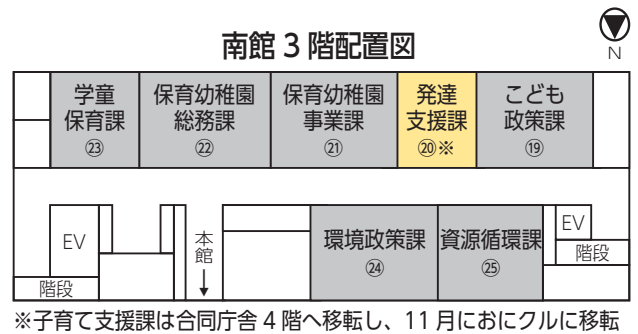 南館3階配置図
N
学童
保育課
㉓
保育幼稚園
総務課
㉒
保育幼稚園
事業課
㉑
発達
支援課
⑳※
こども
政策課
⑲
EV
階段
本館
↓
環境政策課
㉔
資源循環課
㉕
EV
階段
※子育て支援課は合同庁舎4階へ移転し、11月におにクルに移転